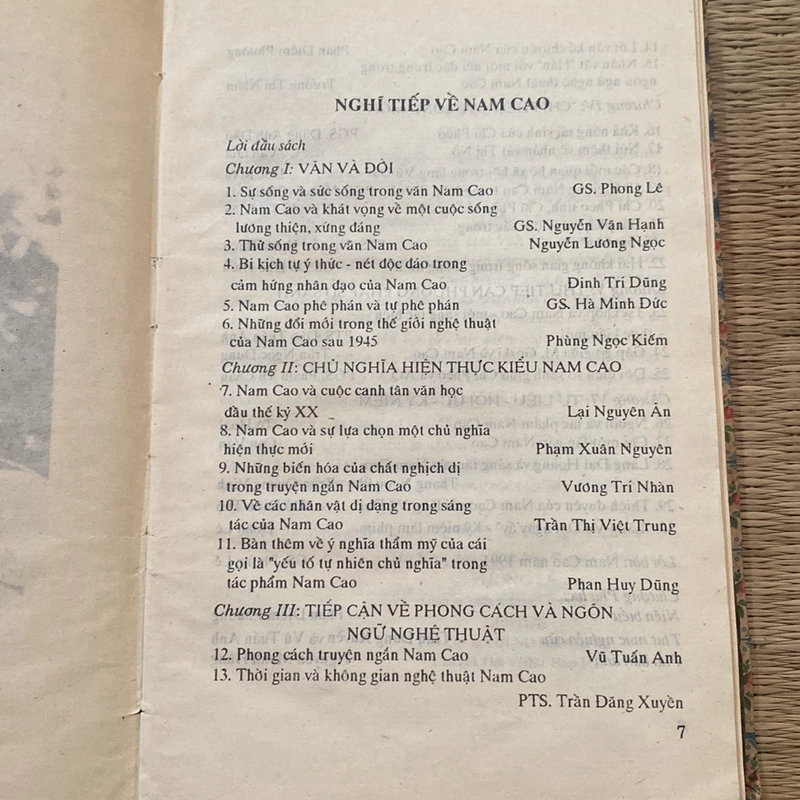 NGHĨ TIẾP VỀ NAM CAO
Lời đầu sách
Chương I: VĂN VÀ ĐỜI
1. Sự sống và sức sống trong văn Nam Cao GS. Phong Lê
2. Nam Cao và khát vọng về một cuộc sống
lương thiện, xứng đáng GS. Nguyễn Văn Hạnh
3. Thử sống trong văn Nam Cao Nguyễn Lương Ngọc
4. Bi kịch tự ý thức - nét độc đáo trong
cảm hứng nhân đạo của Nam Cao Đinh Trí Dũng
5. Nam Cao phê phán và tự phê phán GS. Hà Minh Đức
6. Những đổi mới trong thế giới nghệ thuật
của Nam Cao sau 1945 Phùng Ngọc Kiếm
Chương II: CHỦ NGHĨA HIỆN THỰC KIỂU NAM CAO
7. Nam Cao và cuộc canh tân văn học
đầu thế kỷ XX Lại Nguyên Ân
8. Nam Cao và sự lựa chọn một chủ nghĩa
hiện thực mới Phạm Xuân Nguyên
9. Những biến hóa của chất nghịch dị
trong truyện ngắn Nam Cao Vương Trí Nhàn
10. Về các nhân vật dị dạng trong sáng
tác của Nam Cao Trần Thị Việt Trung
11. Bàn thêm về ý nghĩa thẩm mỹ của cái
gọi là "yếu tố tự nhiên chủ nghĩa" trong
tác phẩm Nam Cao Phan Huy Dũng
Chương III: TIẾP CẬN VỀ PHONG CÁCH VÀ NGÔN
NGỮ NGHỆ THUẬT
12. Phong cách truyện ngắn Nam Cao Vũ Tuấn Anh
13. Thời gian và không gian nghệ thuật Nam Cao
PTS. Trần Đăng Xuyền
7